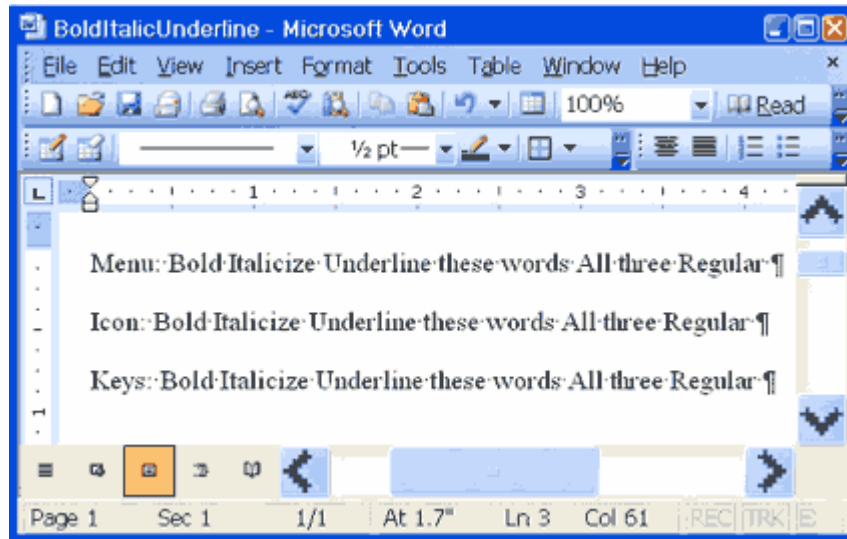 BoldItalicUnderline - Microsoft Word
File Edit View Insert Format Tools Table Window Help
100% Read
½ pt
L 1 2 3 4
Menu: Bold Italicize Underline these words All three Regular ¶
Icon: Bold Italicize Underline these words All three Regular ¶
Keys: Bold Italicize Underline these words All three Regular ¶
1
Page 1 Sec 1 1/1 At 1.7" Ln 3 Col 61 REC TRK E